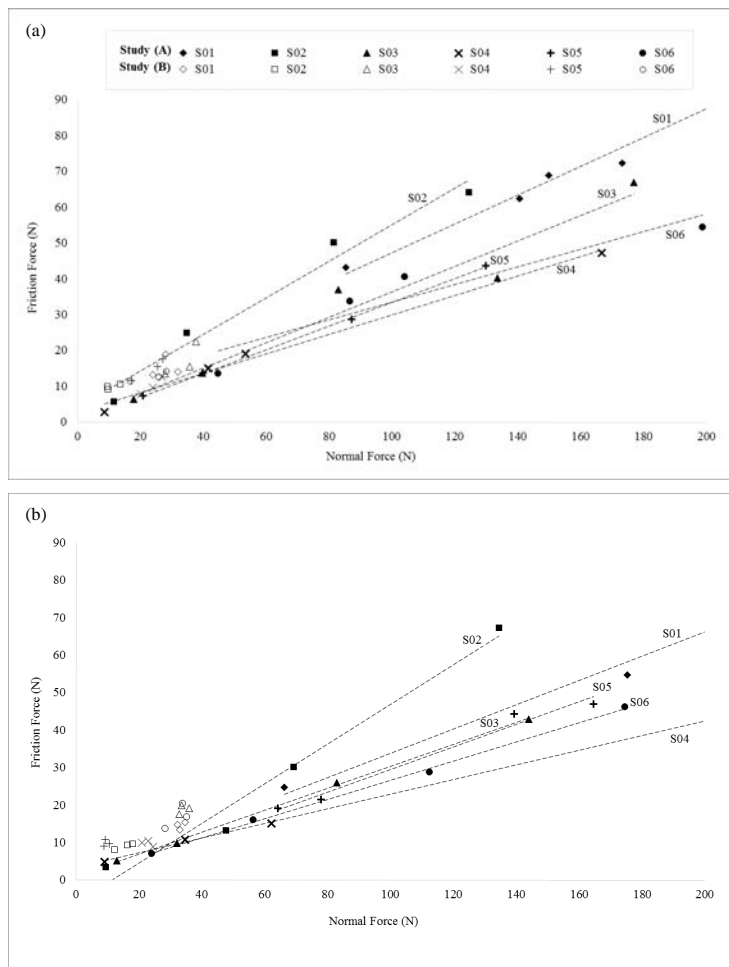 (a)
Study (A) S01 S02 S03 S04 S05 S06
Study (B) S01 S02 S03 S04 S05 S06
90
80
70
60
50
40
30
20
10
0
Friction Force (N)
S01
S02
S03
S06
S05
S04
0 20 40 60 80 100 120 140 160 180 200
Normal Force (N)
(b)
90
80
70
60
50
40
30
20
10
0
Friction Force (N)
S02
S01
S05
S06
S03
S04
0 20 40 60 80 100 120 140 160 180 200
Normal Force (N)